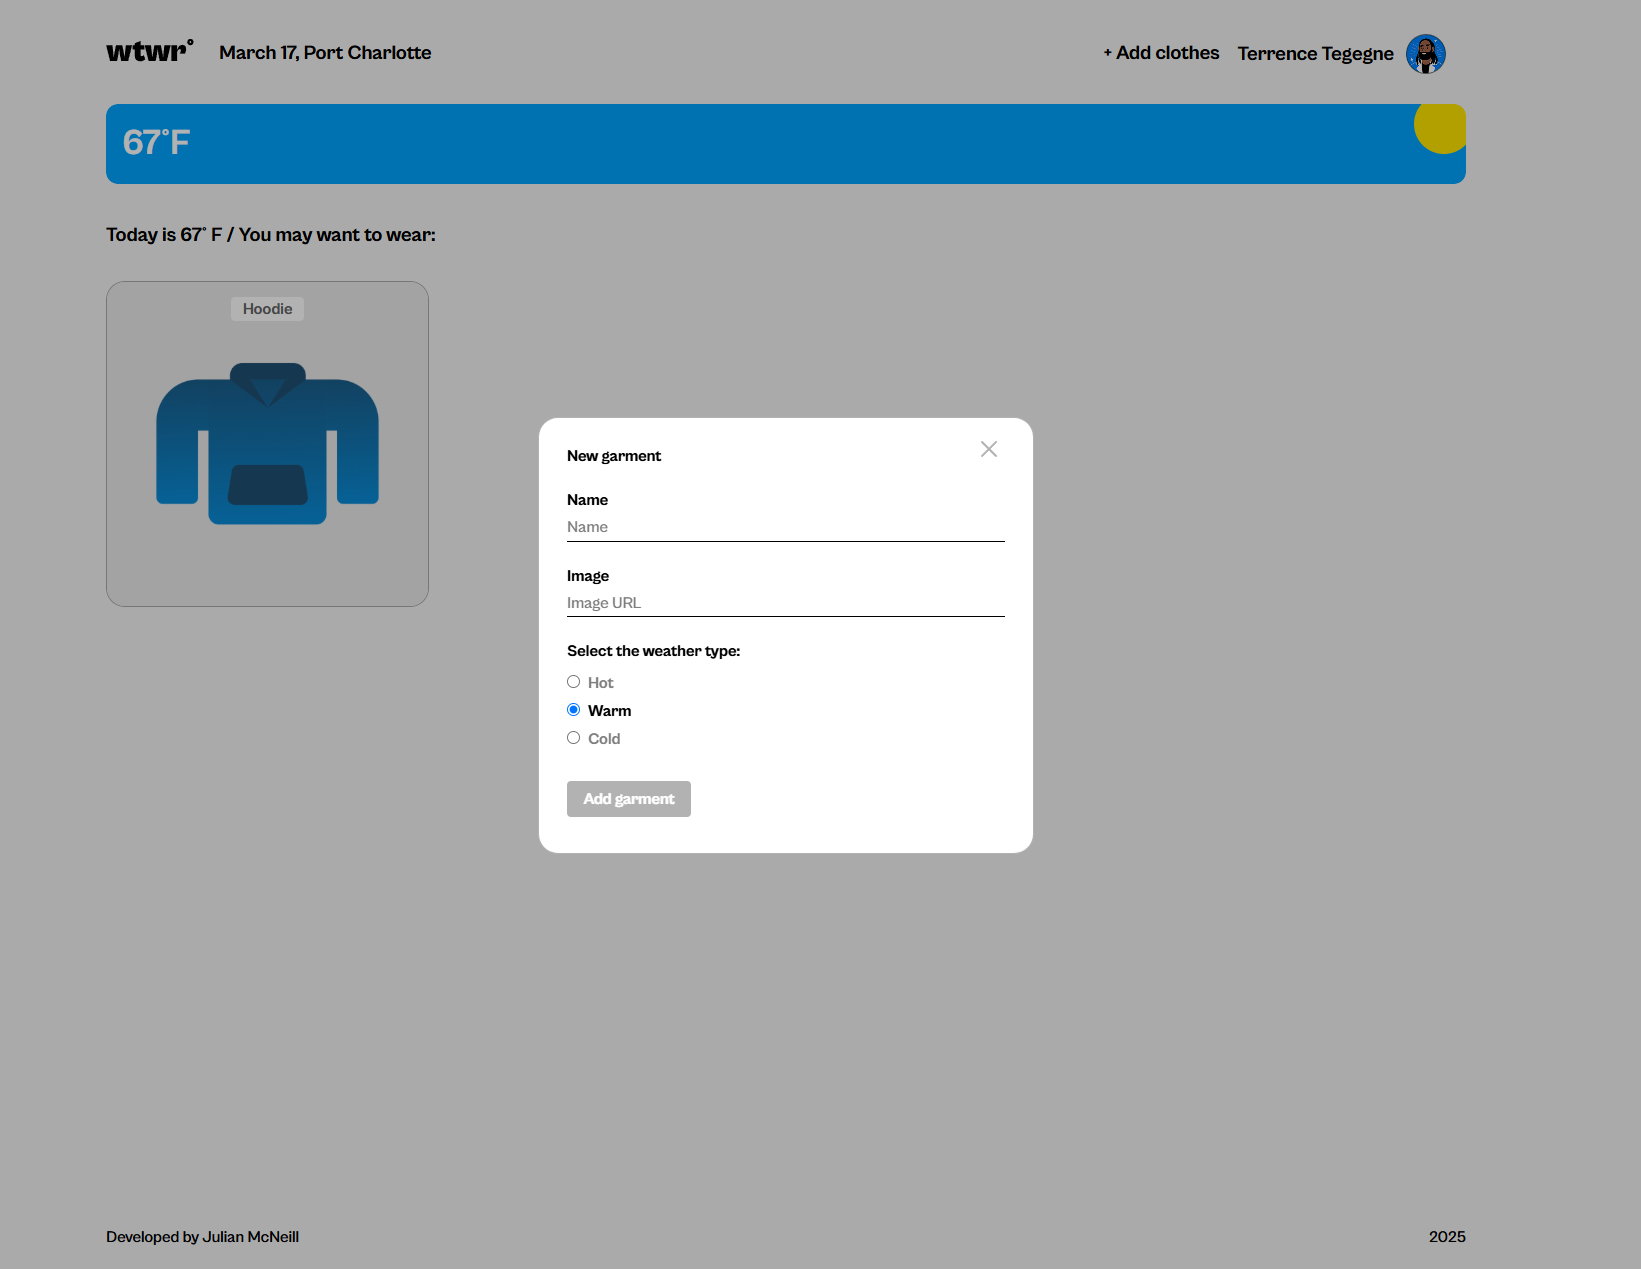 wtwr°
March 17, Port Charlotte
+ Add clothes
Terrence Tegegne
67°F
Today is 67° F / You may want to wear:
Hoodie
New garment
Name
Name
Image
Image URL
Select the weather type:
Hot
Warm
Cold
Add garment
Developed by Julian McNeill
2025